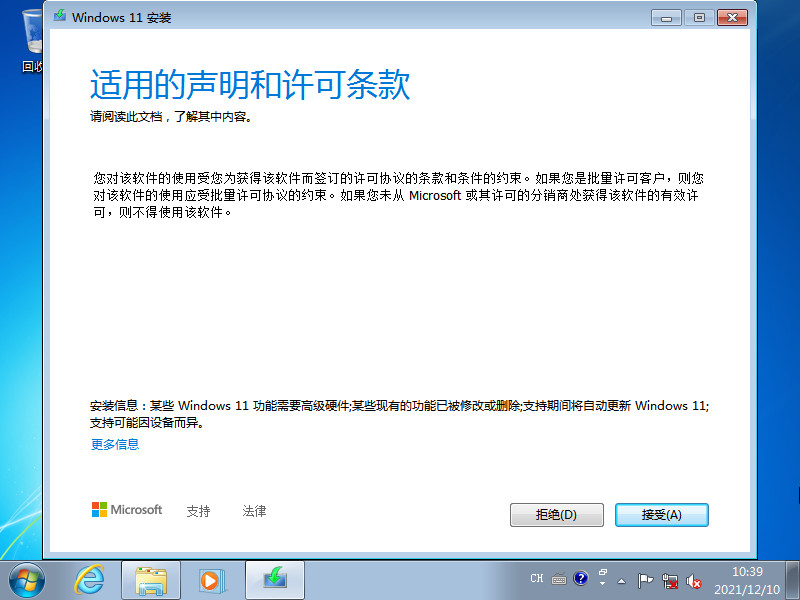 Windows 11 安装
回收
适用的声明和许可条款
请阅读此文档，了解其中内容。
您对该软件的使用受您为获得该软件而签订的许可协议的条款和条件的约束。如果您是批量许可客户，则您
对该软件的使用应受批量许可协议的约束。如果您未从 Microsoft 或其许可的分销商处获得该软件的有效许
可，则不得使用该软件。
安装信息：某些 Windows 11 功能需要高级硬件;某些现有的功能已被修改或删除;支持期间将自动更新 Windows 11;
支持可能因设备而异。
更多信息
Microsoft 支持 法律
拒绝(D) 接受(A)
CH
10:39
2021/12/10